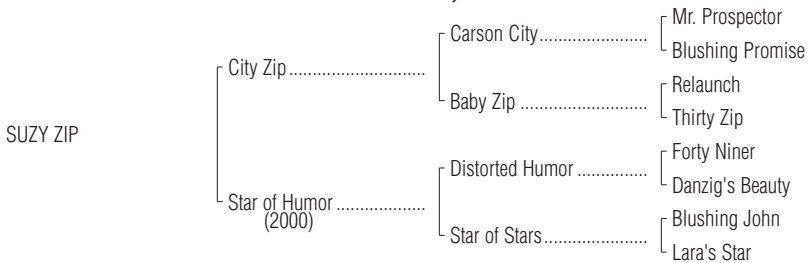 Mr. Prospector
Carson City.......................
Blushing Promise
City Zip.............................
Relaunch
Baby Zip ...........................
Thirty Zip
SUZY ZIP
Forty Niner
Distorted Humor ...............
Danzig's Beauty
Star of Humor ...................
(2000)
Blushing John
Star of Stars......................
Lara's Star